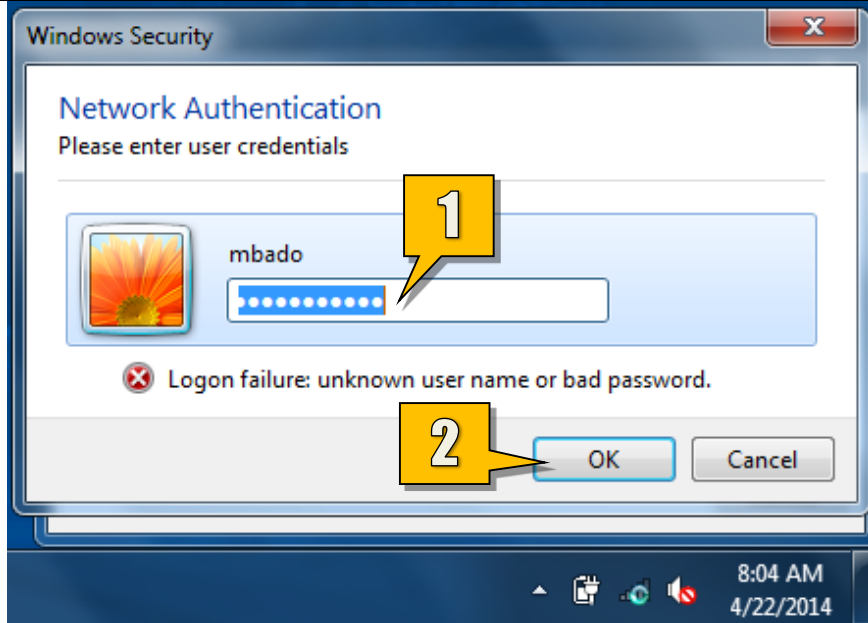 Windows Security
x
Network Authentication
Please enter user credentials
1
mbado
Logon failure: unknown user name or bad password.
2
OK Cancel
8:04 AM
4/22/2014